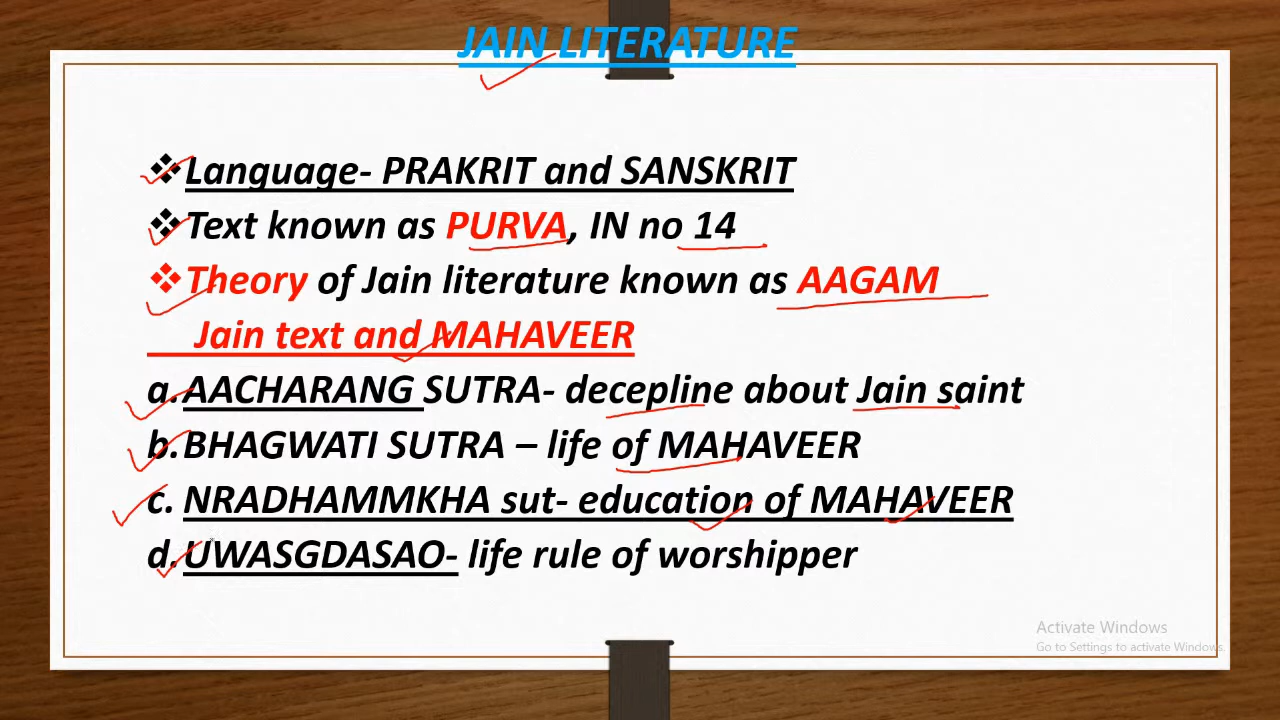 JAIN LITERATURE
❖Language- PRAKRIT and SANSKRIT
❖Text known as PURVA, IN no 14
❖Theory of Jain literature known as AAGAM
Jain text and MAHAVEER
a.AACHARANG SUTRA- decepline about Jain saint
b.BHAGWATI SUTRA – life of MAHAVEER
c. NRADHAMMKHA sut- education of MAHAVEER
d.UWASGDASAO- life rule of worshipper
Activate Windows
Go to Settings to activate Windows.